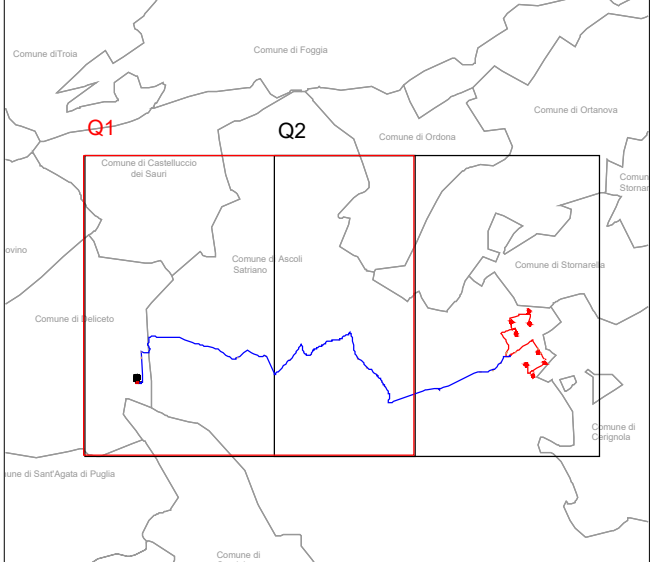 Comune di Foggia
Comune diTroia
Comune di Ortanova
Q1
Q2
Comune di Ordona
Comune di Castelluccio
dei Sauri
Comun
Stornar
ovino
Comune di Ascoli
Satriano
Comune di Stornarella
Comune di Deliceto
Comune di
Cerignola
une di Sant'Agata di Puglia
Comune di